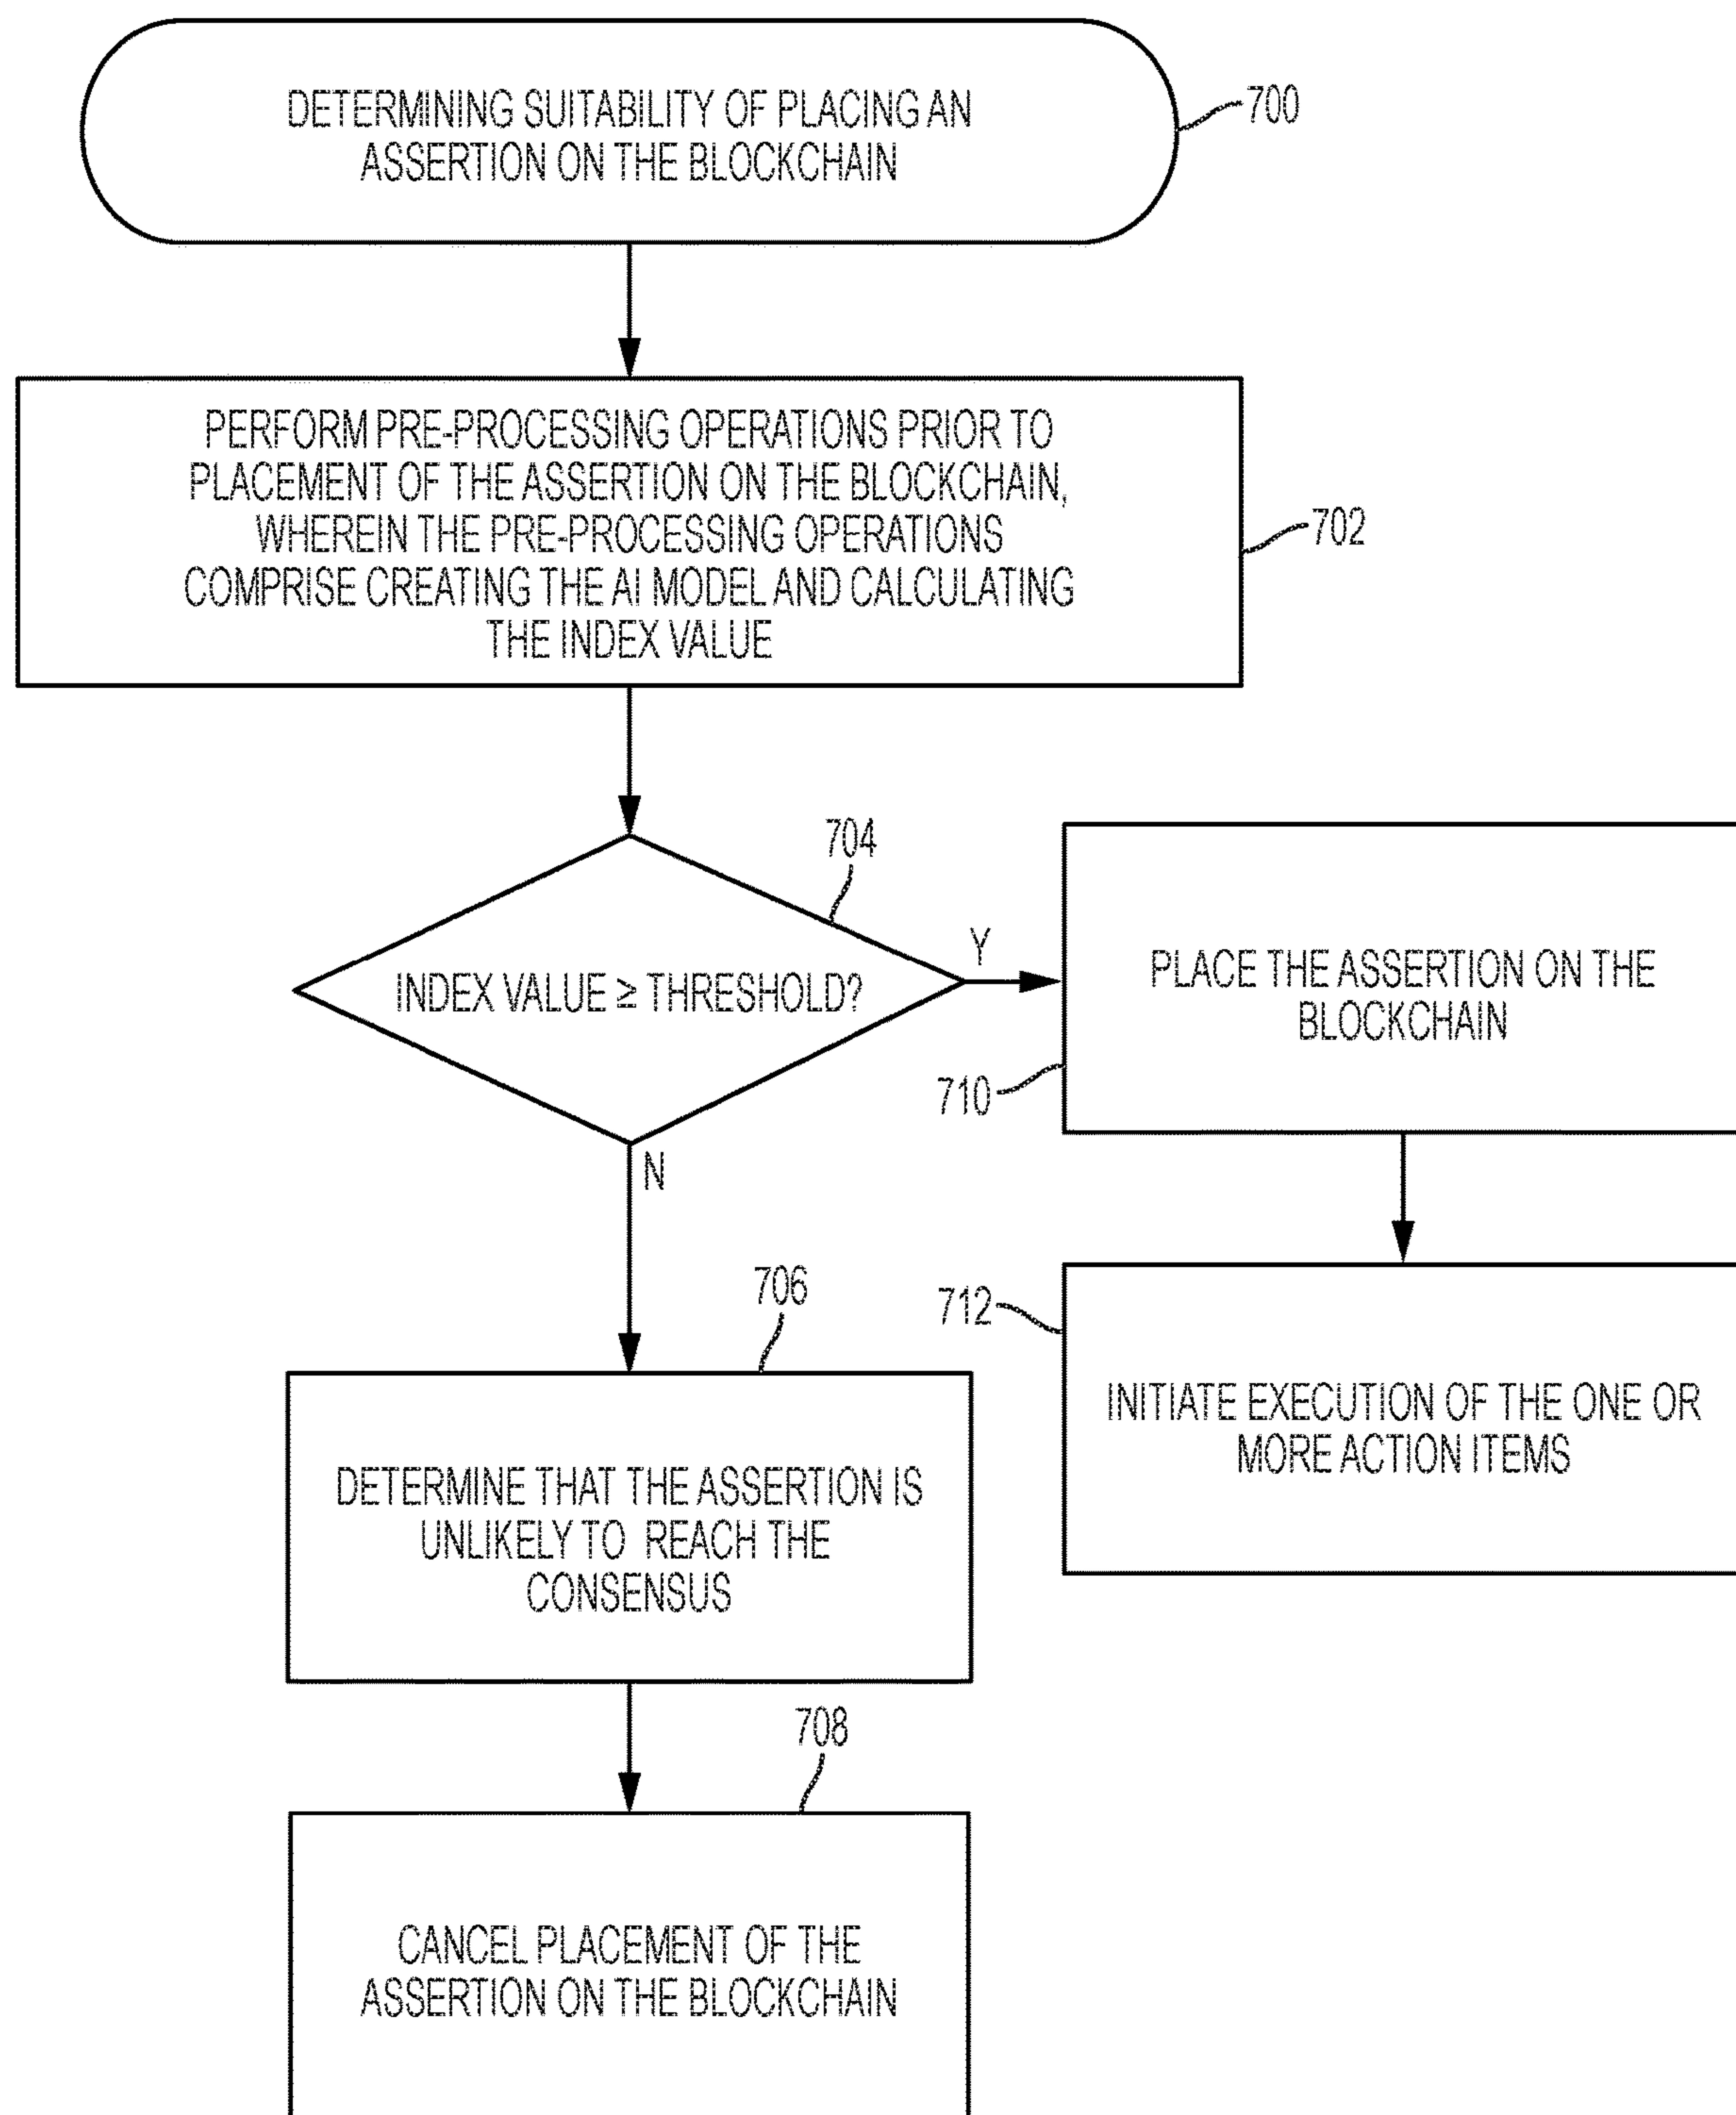 DETERMINING SUITABILITY OF PLACING AN
ASSERTION ON THE BLOCKCHAIN
700
PERFORM PRE-PROCESSING OPERATIONS PRIOR TO
PLACEMENT OF THE ASSERTION ON THE BLOCKCHAIN,
WHEREIN THE PRE-PROCESSING OPERATIONS
COMPRISE CREATING THE AI MODEL AND CALCULATING
THE INDEX VALUE
702
704
INDEX VALUE ≥ THRESHOLD?
Y
N
PLACE THE ASSERTION ON THE
BLOCKCHAIN
710
712
INITIATE EXECUTION OF THE ONE OR
MORE ACTION ITEMS
706
DETERMINE THAT THE ASSERTION IS
UNLIKELY TO REACH THE
CONSENSUS
708
CANCEL PLACEMENT OF THE
ASSERTION ON THE BLOCKCHAIN